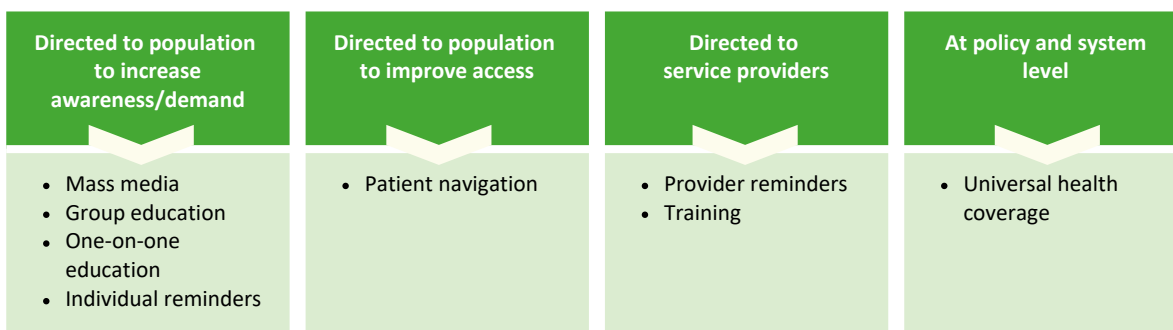 Directed to population
to increase
awareness/demand
• Mass media
• Group education
• One-on-one
education
• Individual reminders
Directed to population
to improve access
• Patient navigation
Directed to
service providers
• Provider reminders
• Training
At policy and system
level
• Universal health
coverage